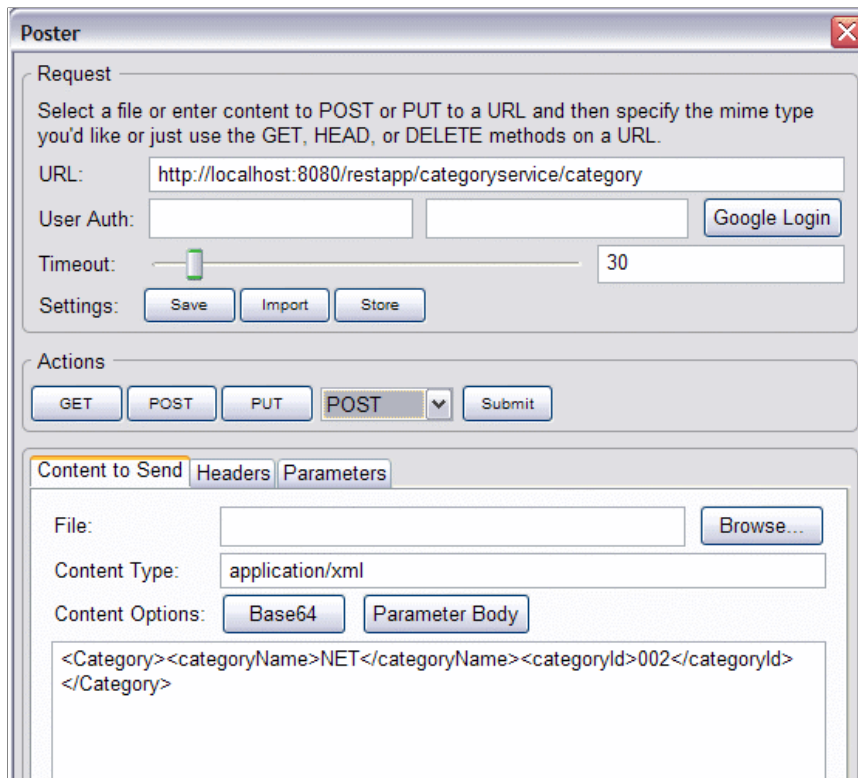 Poster
Request
Select a file or enter content to POST or PUT to a URL and then specify the mime type
you'd like or just use the GET, HEAD, or DELETE methods on a URL.
URL: http://localhost:8080/restapp/categoryservice/category
User Auth: Google Login
Timeout: 30
Settings: Save Import Store
Actions
GET POST PUT POST Submit
Content to Send Headers Parameters
File: Browse...
Content Type: application/xml
Content Options: Base64 Parameter Body
<Category><categoryName>NET</categoryName><categoryId>002</categoryId>
</Category>